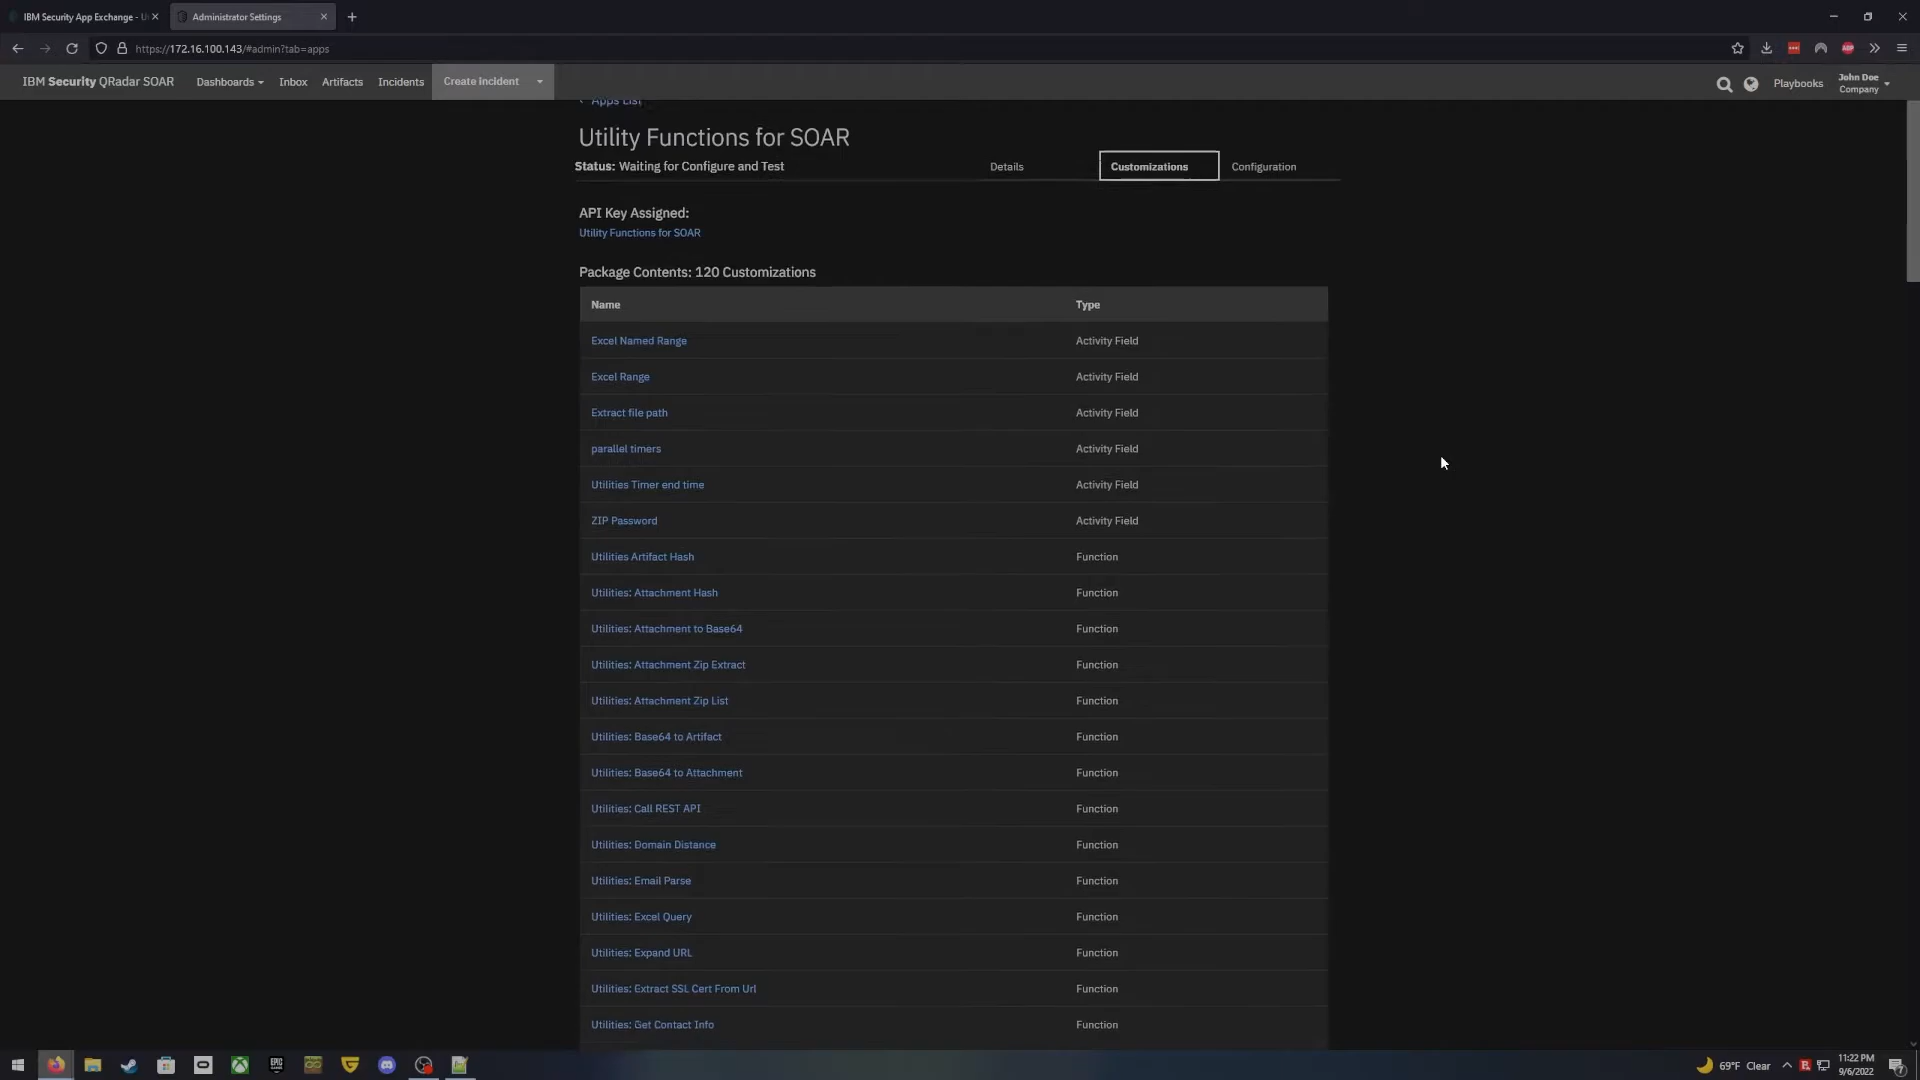 IBM Security App Exchange - U
Administrator Settings
https://172.16.100.143/#admin?tab=apps
IBM Security QRadar SOAR
Dashboards
Inbox
Artifacts
Incidents
Create Incident
Playbooks
John Doe
Company
Apps List
Utility Functions for SOAR
Status: Waiting for Configure and Test
Details
Customizations
Configuration
API Key Assigned:
Utility Functions for SOAR
Package Contents: 120 Customizations
Name Type
Excel Named Range Activity Field
Excel Range Activity Field
Extract file path Activity Field
parallel timers Activity Field
Utilities Timer end time Activity Field
ZIP Password Activity Field
Utilities Artifact Hash Function
Utilities: Attachment Hash Function
Utilities: Attachment to Base64 Function
Utilities: Attachment Zip Extract Function
Utilities: Attachment Zip List Function
Utilities: Base64 to Artifact Function
Utilities: Base64 to Attachment Function
Utilities: Call REST API Function
Utilities: Domain Distance Function
Utilities: Email Parse Function
Utilities: Excel Query Function
Utilities: Expand URL Function
Utilities: Extract SSL Cert From Url Function
Utilities: Get Contact Info Function
69°F Clear
11:22 PM
9/6/2022